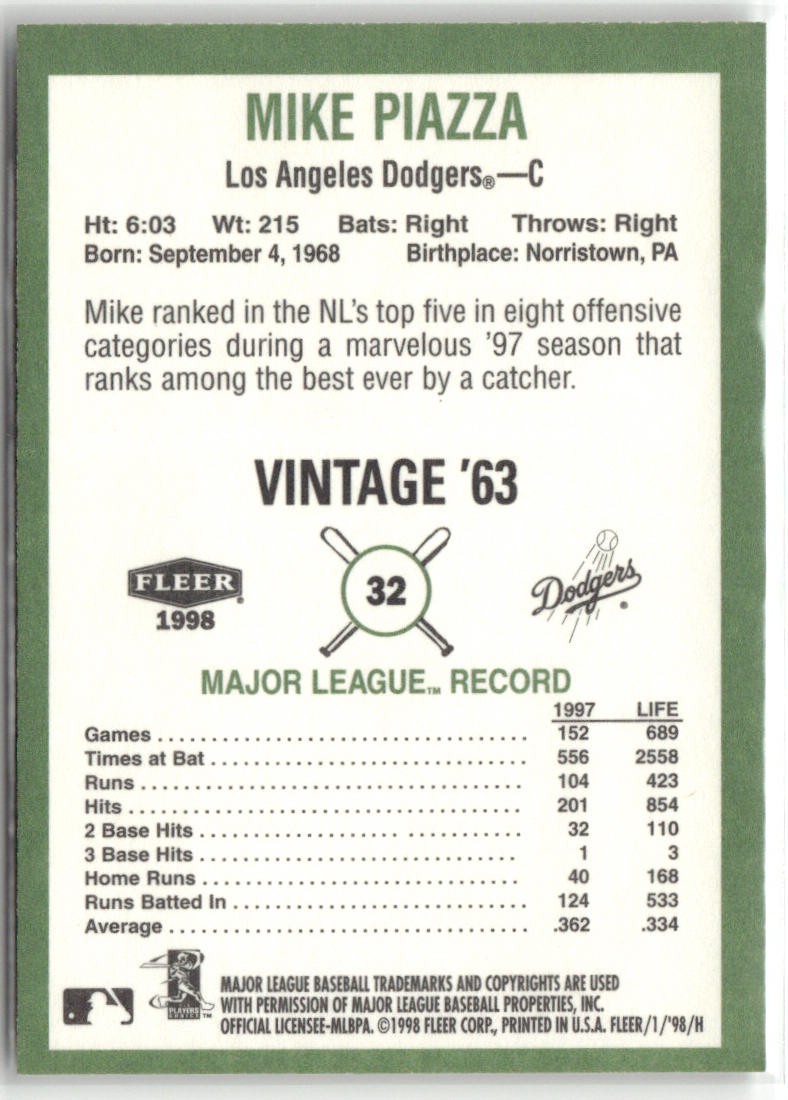 MIKE PIAZZA
Los Angeles Dodgers®—C
Ht: 6:03 Wt: 215 Bats: Right Throws: Right
Born: September 4, 1968 Birthplace: Norristown, PA
Mike ranked in the NL's top five in eight offensive
categories during a marvelous '97 season that
ranks among the best ever by a catcher.
VINTAGE '63
FLEER®
1998
32
Dodgers®
MAJOR LEAGUE™ RECORD
1997 LIFE
Games 152 689
Times at Bat 556 2558
Runs 104 423
Hits 201 854
2 Base Hits 32 110
3 Base Hits 1 3
Home Runs 40 168
Runs Batted In 124 533
Average .362 .334
PLAYERS
CHOICE™
MAJOR LEAGUE BASEBALL TRADEMARKS AND COPYRIGHTS ARE USED
WITH PERMISSION OF MAJOR LEAGUE BASEBALL PROPERTIES, INC.
OFFICIAL LICENSEE-MLBPA. ©1998 FLEER CORP., PRINTED IN U.S.A. FLEER/1/'98/H